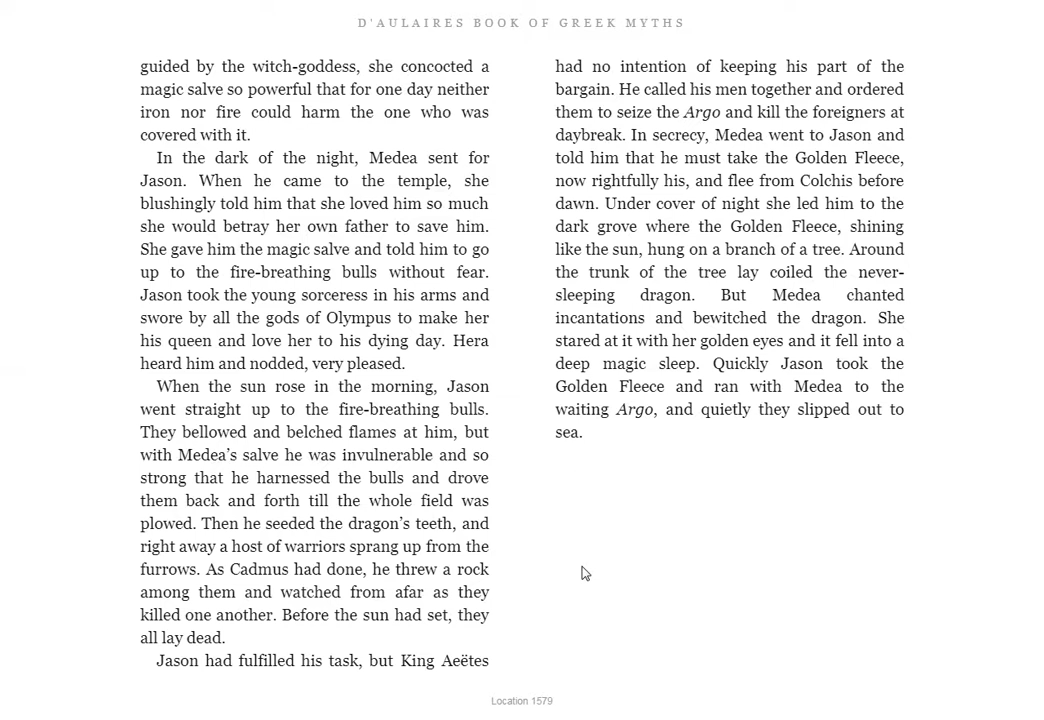 D'AULAIRES BOOK OF GREEK MYTHS
guided by the witch-goddess, she concocted a
magic salve so powerful that for one day neither
iron nor fire could harm the one who was
covered with it.
In the dark of the night, Medea sent for
Jason. When he came to the temple, she
blushingly told him that she loved him so much
she would betray her own father to save him.
She gave him the magic salve and told him to go
up to the fire-breathing bulls without fear.
Jason took the young sorceress in his arms and
swore by all the gods of Olympus to make her
his queen and love her to his dying day. Hera
heard him and nodded, very pleased.
When the sun rose in the morning, Jason
went straight up to the fire-breathing bulls.
They bellowed and belched flames at him, but
with Medea’s salve he was invulnerable and so
strong that he harnessed the bulls and drove
them back and forth till the whole field was
plowed. Then he seeded the dragon’s teeth, and
right away a host of warriors sprang up from the
furrows. As Cadmus had done, he threw a rock
among them and watched from afar as they
killed one another. Before the sun had set, they
all lay dead.
Jason had fulfilled his task, but King Aeëtes
had no intention of keeping his part of the
bargain. He called his men together and ordered
them to seize the Argo and kill the foreigners at
daybreak. In secrecy, Medea went to Jason and
told him that he must take the Golden Fleece,
now rightfully his, and flee from Colchis before
dawn. Under cover of night she led him to the
dark grove where the Golden Fleece, shining
like the sun, hung on a branch of a tree. Around
the trunk of the tree lay coiled the never-
sleeping dragon. But Medea chanted
incantations and bewitched the dragon. She
stared at it with her golden eyes and it fell into a
deep magic sleep. Quickly Jason took the
Golden Fleece and ran with Medea to the
waiting Argo, and quietly they slipped out to
sea.
Location 1579